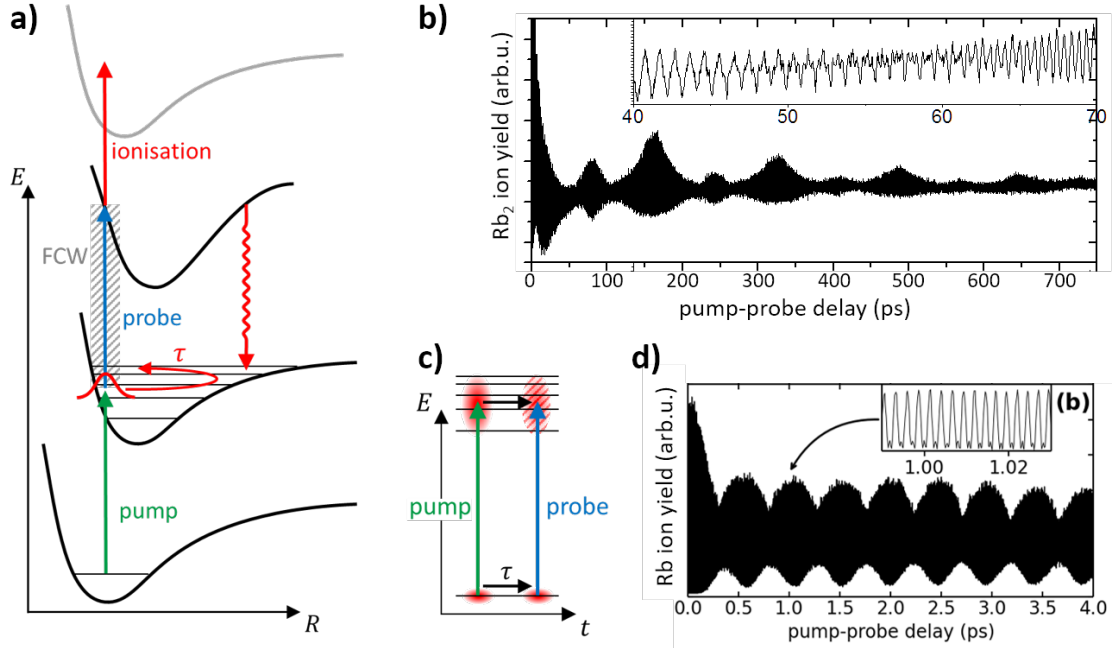 a)
ionisation
E
FCW
probe
τ
pump
R
b)
Rb2 ion yield (arb.u.)
40 50 60 70
0 100 200 300 400 500 600 700
pump-probe delay (ps)
c)
E
pump
probe
τ
t
d)
Rb ion yield (arb.u.)
(b)
1.00 1.02
0.0 0.5 1.0 1.5 2.0 2.5 3.0 3.5 4.0
pump-probe delay (ps)